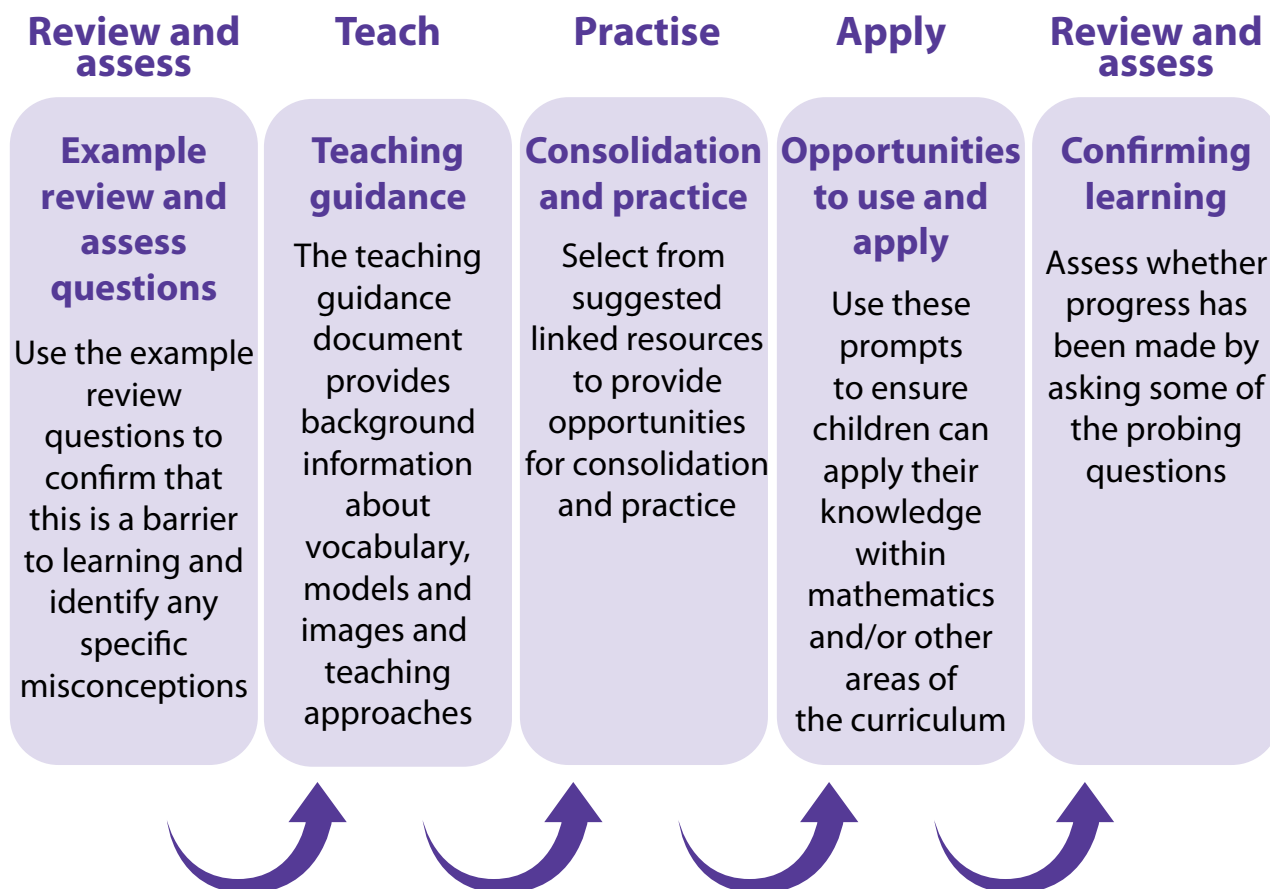 Review and
assess
Example
review and
assess
questions
Use the example
review
questions to
confirm that
this is a barrier
to learning and
identify any
specific
misconceptions
Teach
Teaching
guidance
The teaching
guidance
document
provides
background
information
about
vocabulary,
models and
images and
teaching
approaches
Practise
Consolidation
and practice
Select from
suggested
linked resources
to provide
opportunities
for consolidation
and practice
Apply
Opportunities
to use and
apply
Use these
prompts
to ensure
children can
apply their
knowledge
within
mathematics
and/or other
areas of
the curriculum
Review and
assess
Confirming
learning
Assess whether
progress has
been made by
asking some of
the probing
questions